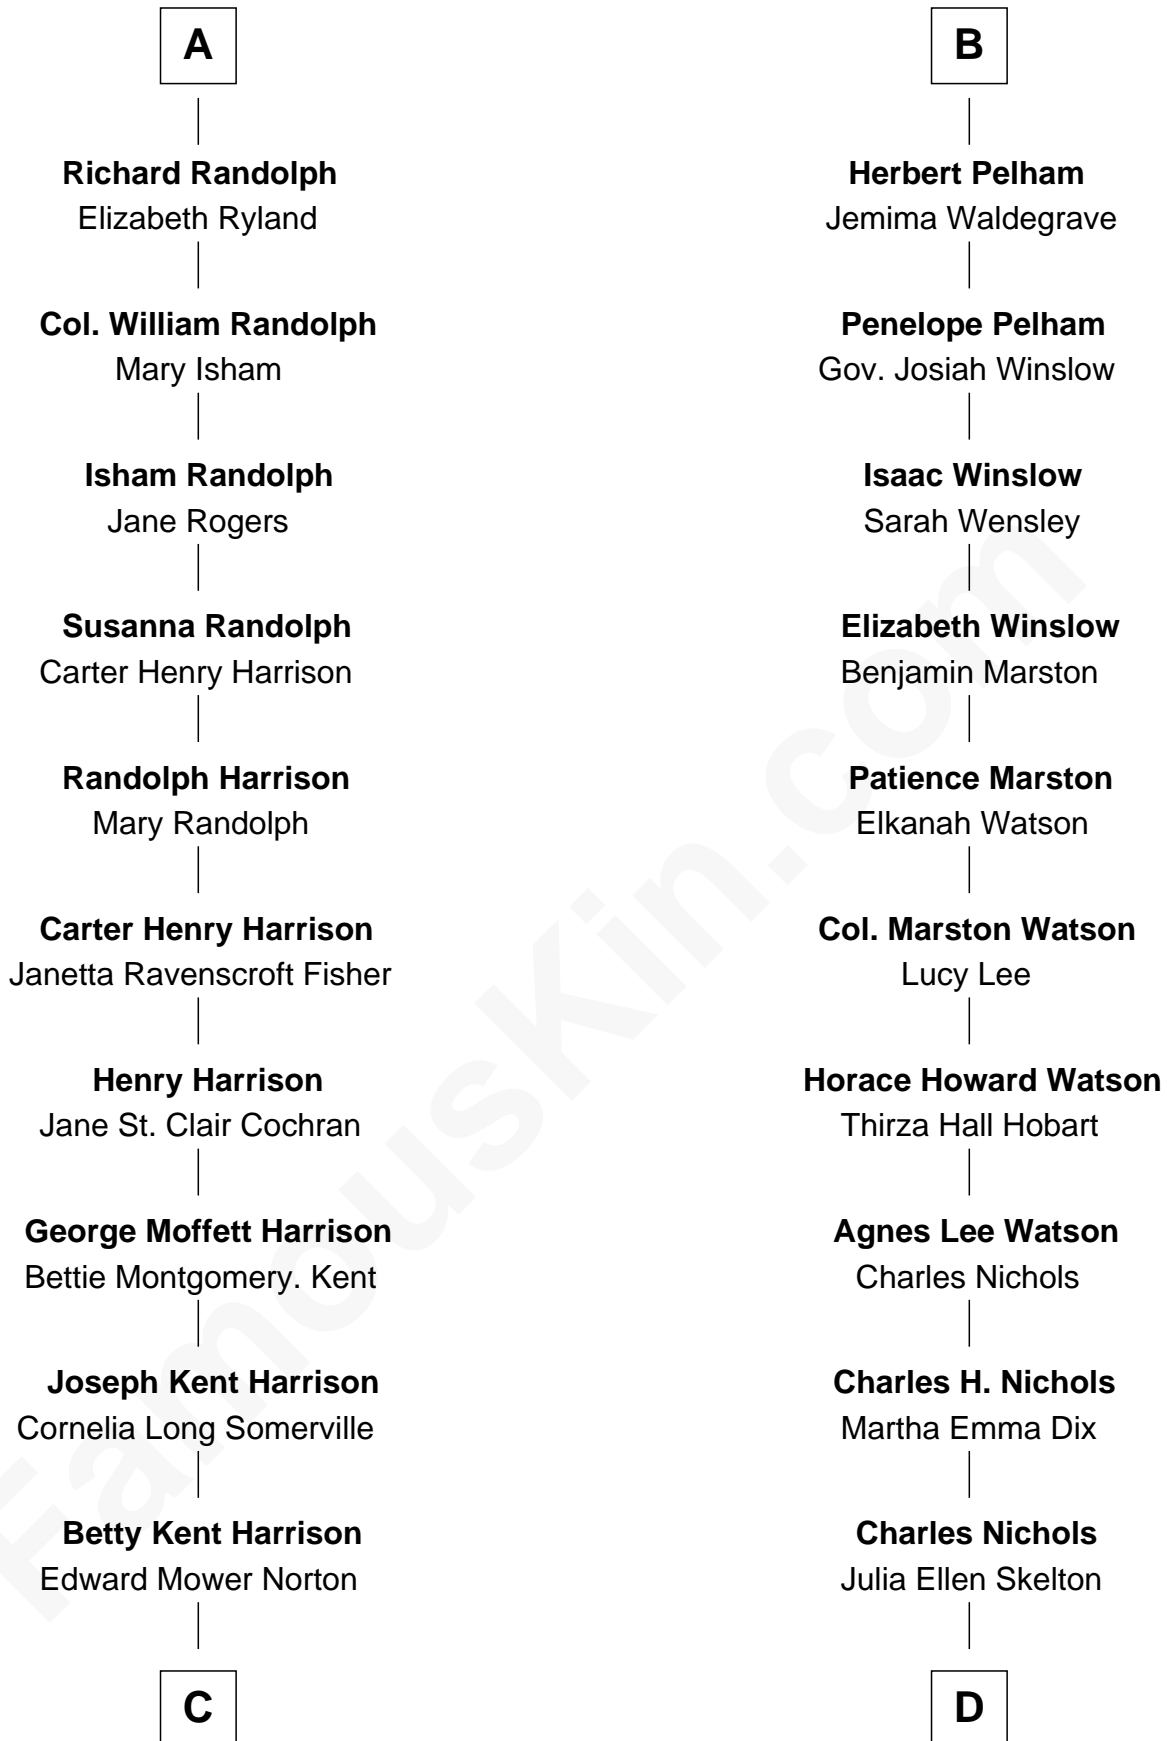 A
Richard Randolph
Elizabeth Ryland
Col. William Randolph
Mary Isham
Isham Randolph
Jane Rogers
Susanna Randolph
Carter Henry Harrison
Randolph Harrison
Mary Randolph
Carter Henry Harrison
Janetta Ravenscroft Fisher
Henry Harrison
Jane St. Clair Cochran
George Moffett Harrison
Bettie Montgomery. Kent
Joseph Kent Harrison
Cornelia Long Somerville
Betty Kent Harrison
Edward Mower Norton
C
B
Herbert Pelham
Jemima Waldegrave
Penelope Pelham
Gov. Josiah Winslow
Isaac Winslow
Sarah Wensley
Elizabeth Winslow
Benjamin Marston
Patience Marston
Elkanah Watson
Col. Marston Watson
Lucy Lee
Horace Howard Watson
Thirza Hall Hobart
Agnes Lee Watson
Charles Nichols
Charles H. Nichols
Martha Emma Dix
Charles Nichols
Julia Ellen Skelton
D
FamousKin.com